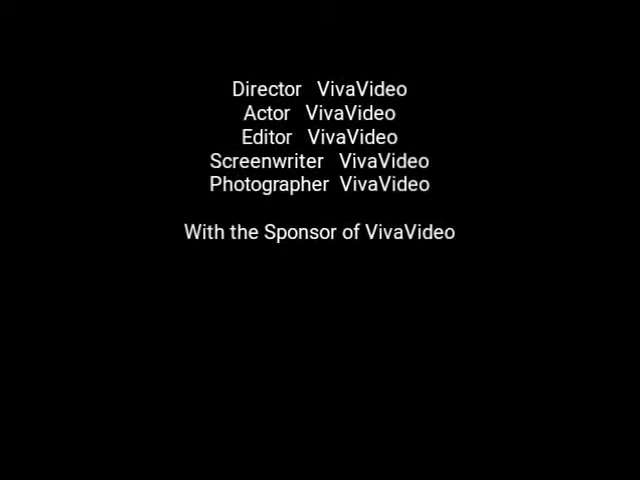 Director VivaVideo
Actor VivaVideo
Editor VivaVideo
Screenwriter VivaVideo
Photographer VivaVideo
With the Sponsor of VivaVideo